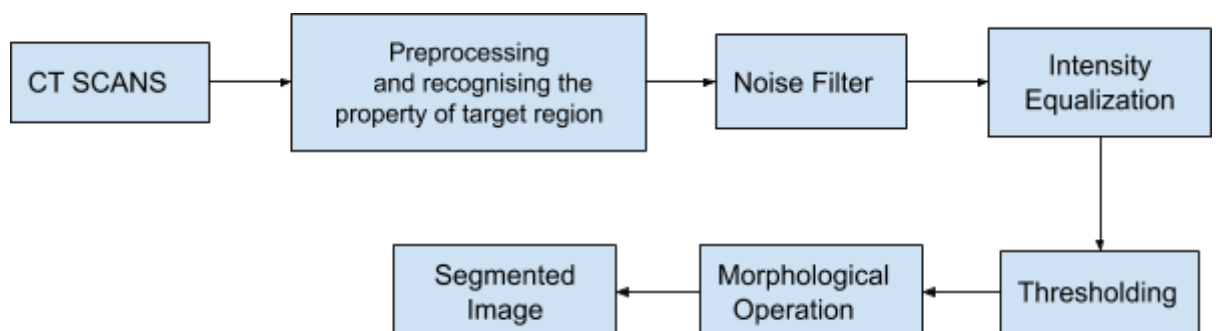 CT SCANS
Preprocessing
and recognising the
property of target region
Noise Filter
Intensity
Equalization
Thresholding
Morphological
Operation
Segmented
Image